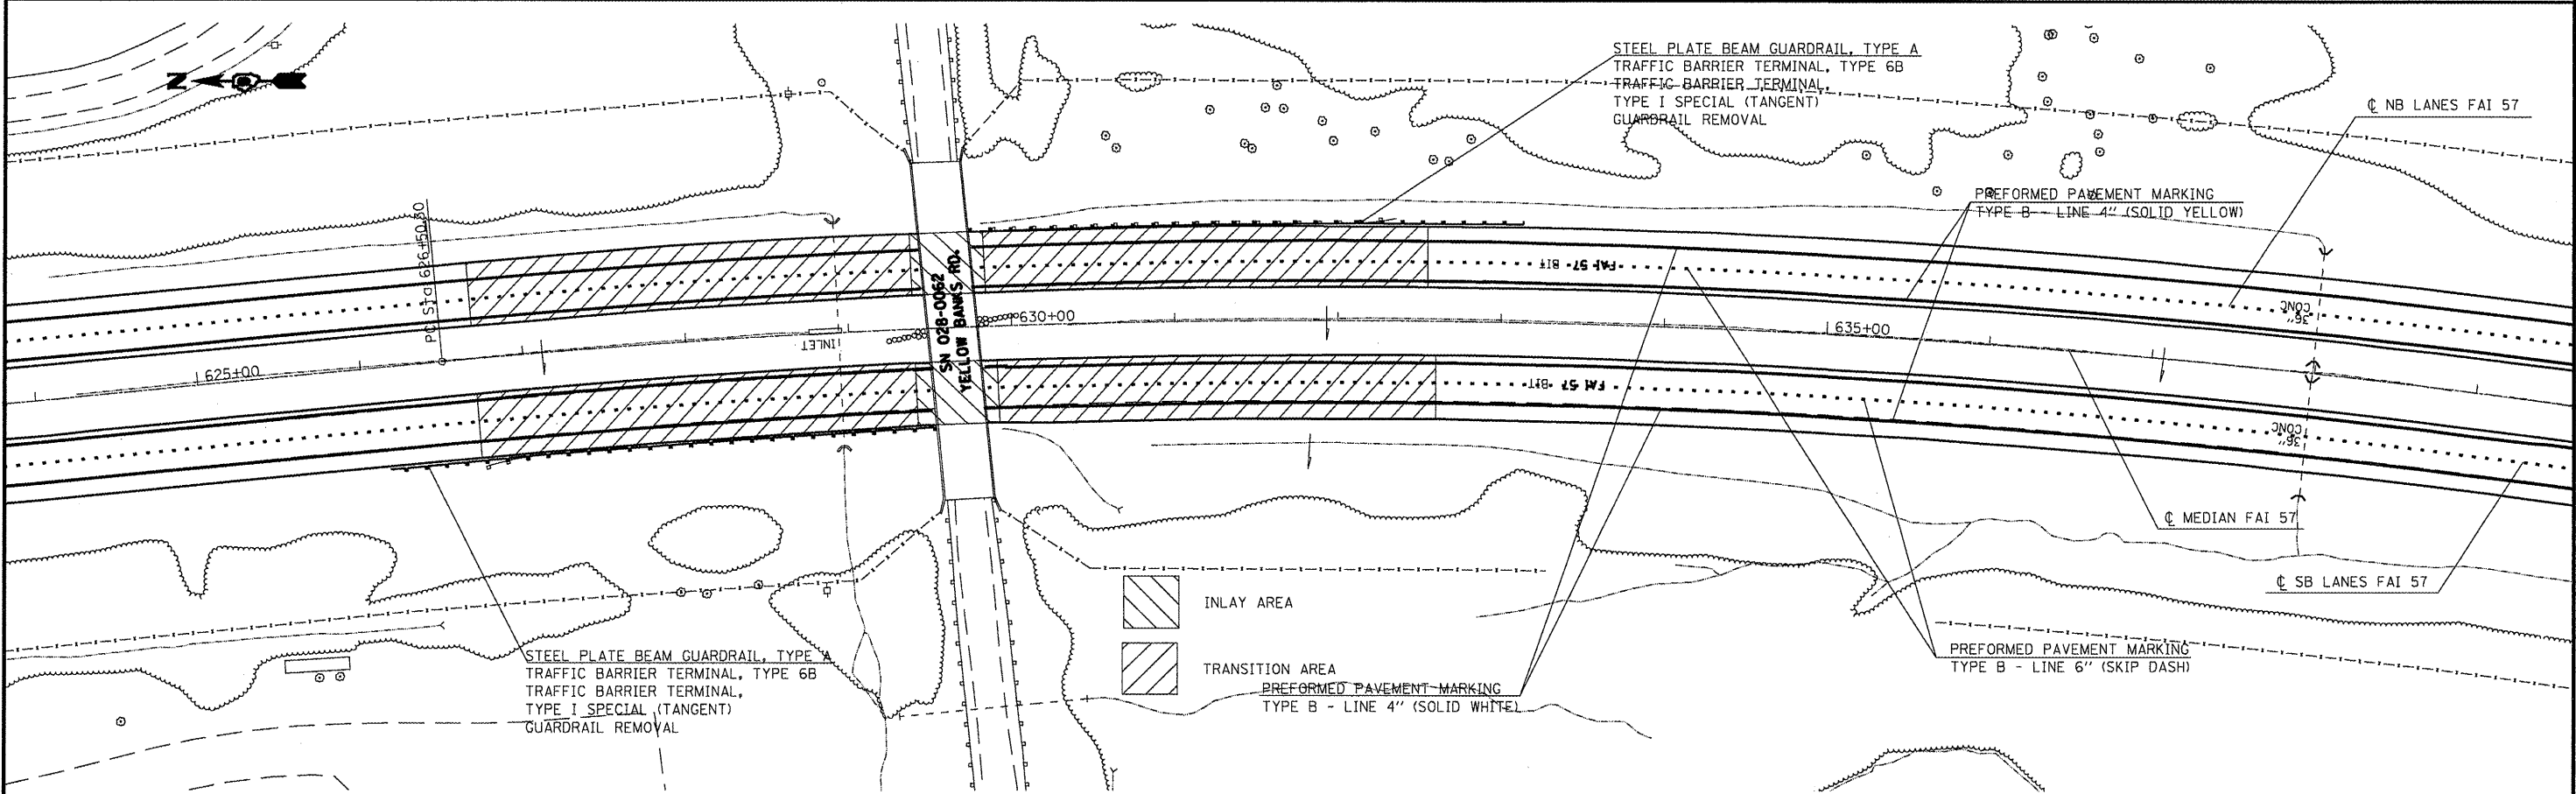 N
STEEL PLATE BEAM GUARDRAIL, TYPE A
TRAFFIC BARRIER TERMINAL, TYPE 6B
TRAFFIC BARRIER TERMINAL,
TYPE I SPECIAL (TANGENT)
GUARDRAIL REMOVAL
℄ NB LANES FAI 57
PREFORMED PAVEMENT MARKING
TYPE B - LINE 4" (SOLID YELLOW)
PC Sta 626+50.30
SN 028-0062
YELLOW BANKS RD.
FAI 57 BIT
36"
CONC
630+00
635+00
INLET
625+00
FAI 57 BIT
36"
CONC
℄ MEDIAN FAI 57
℄ SB LANES FAI 57
INLAY AREA
TRANSITION AREA
PREFORMED PAVEMENT MARKING
TYPE B - LINE 4" (SOLID WHITE)
PREFORMED PAVEMENT MARKING
TYPE B - LINE 6" (SKIP DASH)
STEEL PLATE BEAM GUARDRAIL, TYPE A
TRAFFIC BARRIER TERMINAL, TYPE 6B
TRAFFIC BARRIER TERMINAL,
TYPE I SPECIAL (TANGENT)
GUARDRAIL REMOVAL